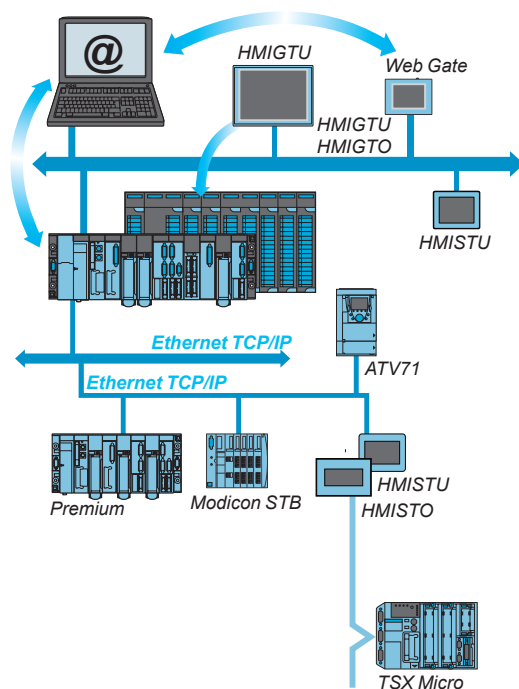 @
HMIGTU
Web Gate
HMIGTU
HMIGTO
HMISTU
Ethernet TCP/IP
ATV71
Ethernet TCP/IP
Premium
Modicon STB
HMISTU
HMISTO
TSX Micro